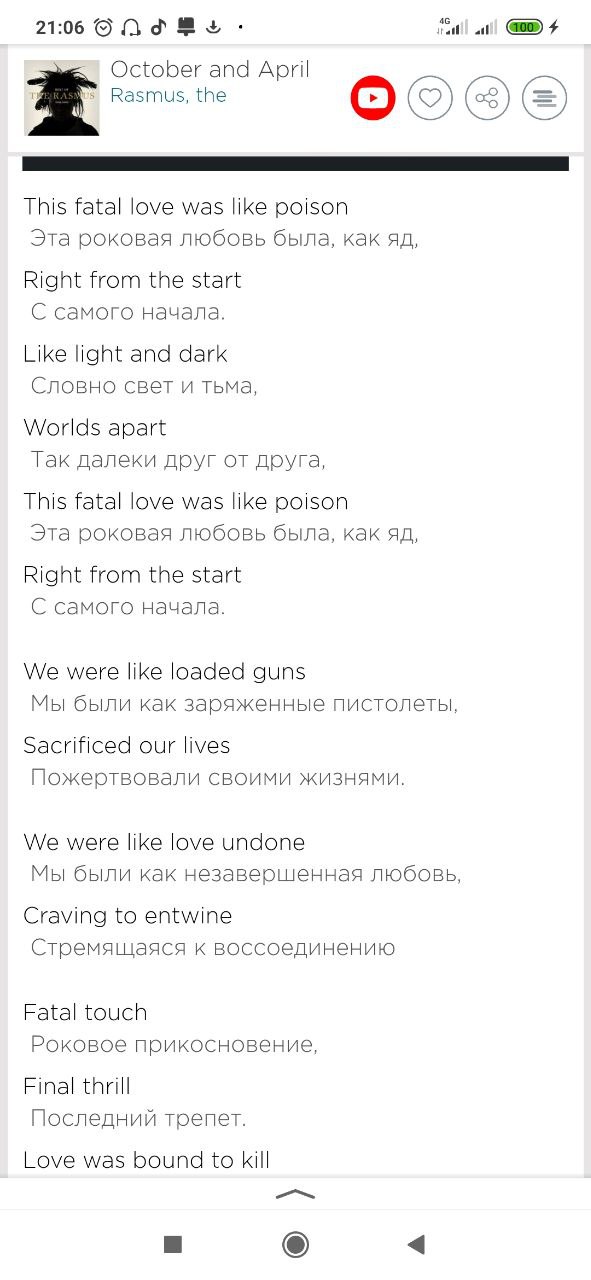 21:06
4G
100
October and April
Rasmus, the
BEST OF
THE RASMUS
This fatal love was like poison
Эта роковая любовь была, как яд,
Right from the start
С самого начала.
Like light and dark
Словно свет и тьма,
Worlds apart
Так далеки друг от друга,
This fatal love was like poison
Эта роковая любовь была, как яд,
Right from the start
С самого начала.
We were like loaded guns
Мы были как заряженные пистолеты,
Sacrificed our lives
Пожертвовали своими жизнями.
We were like love undone
Мы были как незавершенная любовь,
Craving to entwine
Стремящаяся к воссоединению
Fatal touch
Роковое прикосновение,
Final thrill
Последний трепет.
Love was bound to kill